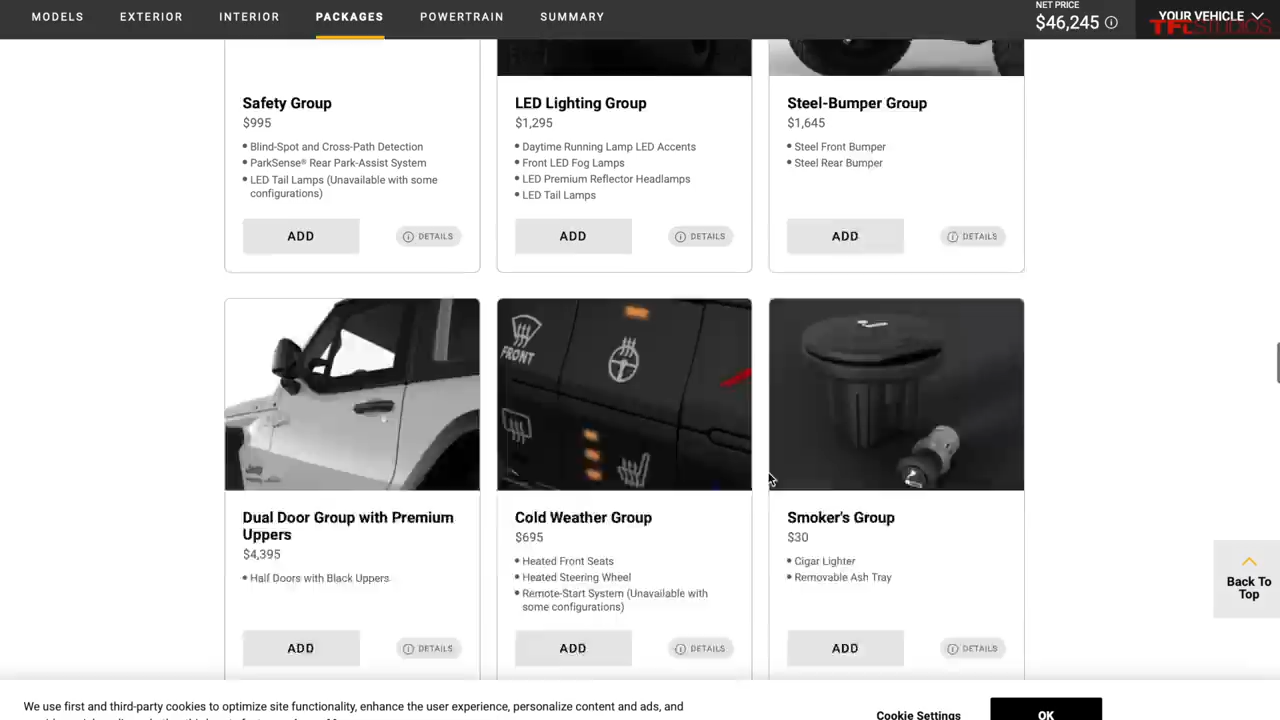 MODELS EXTERIOR INTERIOR PACKAGES POWERTRAIN SUMMARY
NET PRICE
$46,245
YOUR VEHICLE
TFLSTUDIOS
Safety Group
$995
• Blind-Spot and Cross-Path Detection
• ParkSense® Rear Park-Assist System
• LED Tail Lamps (Unavailable with some
configurations)
ADD
DETAILS
LED Lighting Group
$1,295
• Daytime Running Lamp LED Accents
• Front LED Fog Lamps
• LED Premium Reflector Headlamps
• LED Tail Lamps
ADD
DETAILS
Steel-Bumper Group
$1,645
• Steel Front Bumper
• Steel Rear Bumper
ADD
DETAILS
Dual Door Group with Premium
Uppers
$4,395
• Half Doors with Black Uppers
ADD
DETAILS
FRONT
Cold Weather Group
$695
• Heated Front Seats
• Heated Steering Wheel
• Remote-Start System (Unavailable with
some configurations)
ADD
DETAILS
Smoker's Group
$30
• Cigar Lighter
• Removable Ash Tray
ADD
DETAILS
Back To
Top
We use first and third-party cookies to optimize site functionality, enhance the user experience, personalize content and ads, and
Cookie Settings
OK